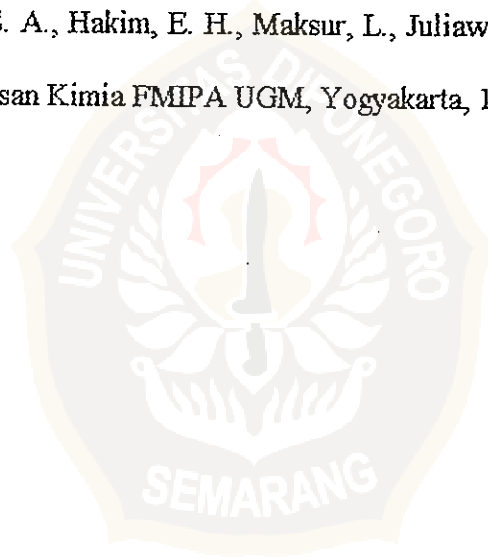 . A., Hakim, E. H., Maksur, L., Juliaw
san Kimia FMIPA UGM, Yogyakarta, 1
UNIVERSITAS DIPONEGORO
SEMARANG